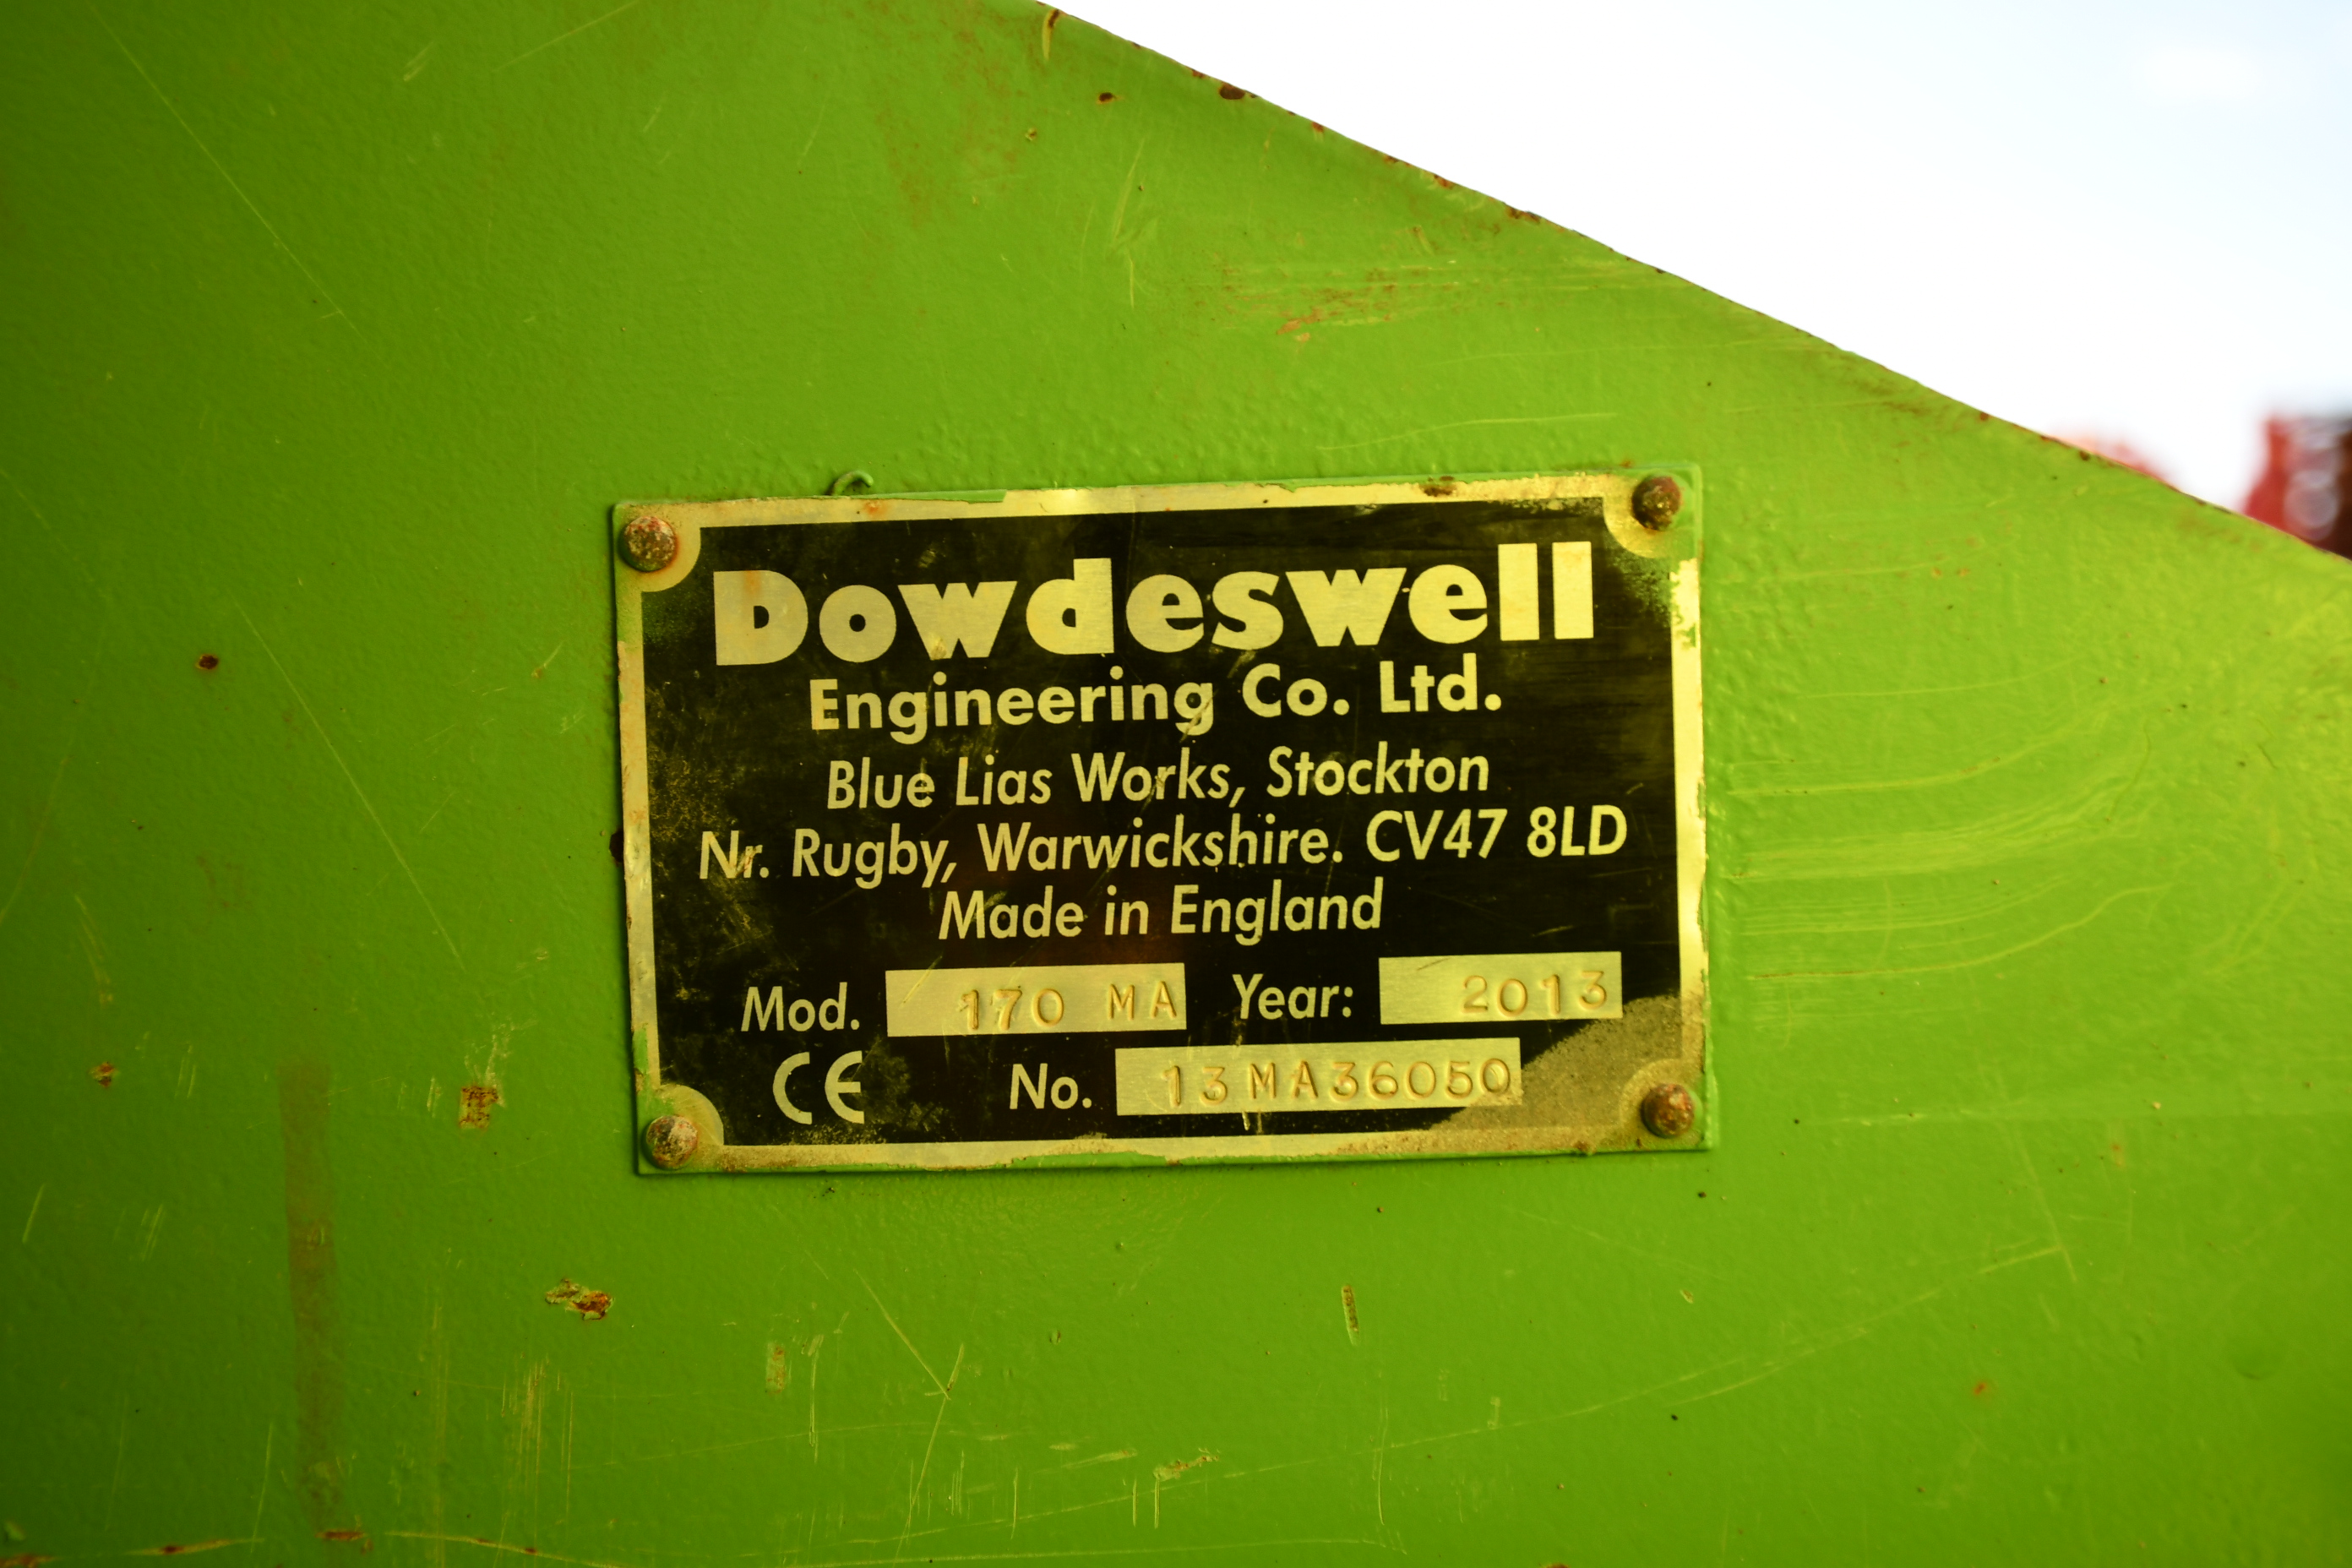 Dowdeswell
Engineering Co. Ltd.
Blue Lias Works, Stockton
Nr. Rugby, Warwickshire. CV47 8LD
Made in England
Mod. 170 MA Year: 2013
CE No. 13MA36050